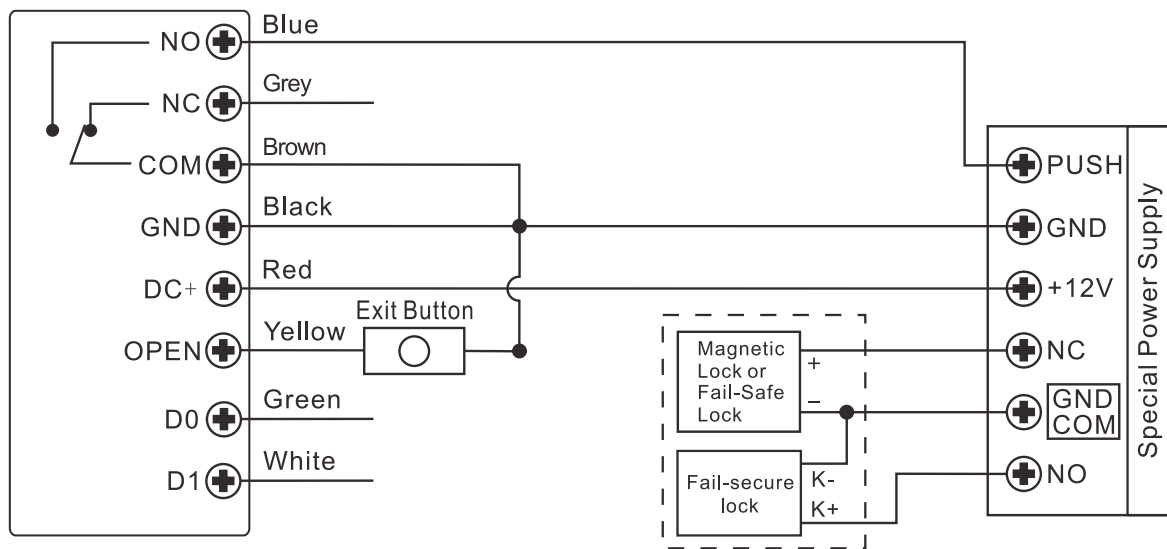 NO
Blue
NC
Grey
COM
Brown
GND
Black
DC+
Red
OPEN
Yellow
Exit Button
D0
Green
D1
White
Magnetic
Lock or
Fail-Safe
Lock
+
−
Fail-secure
lock
K-
K+
PUSH
GND
+12V
NC
GND
COM
NO
Special Power Supply